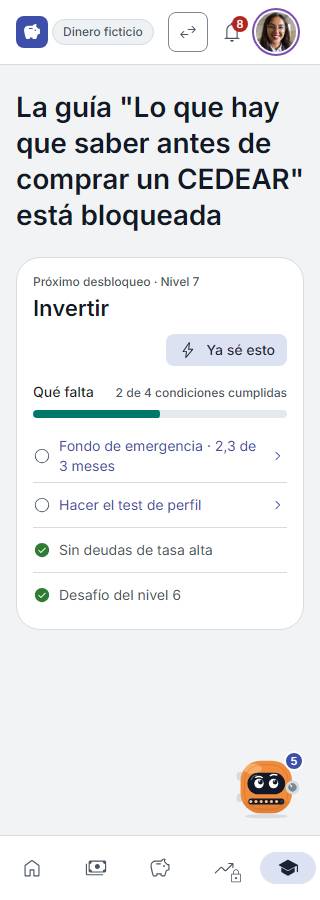 Dinero ficticio
8
La guía "Lo que hay
que saber antes de
comprar un CEDEAR"
está bloqueada
Próximo desbloqueo · Nivel 7
Invertir
Ya sé esto
Qué falta
2 de 4 condiciones cumplidas
Fondo de emergencia · 2,3 de
3 meses
Hacer el test de perfil
Sin deudas de tasa alta
Desafío del nivel 6
5